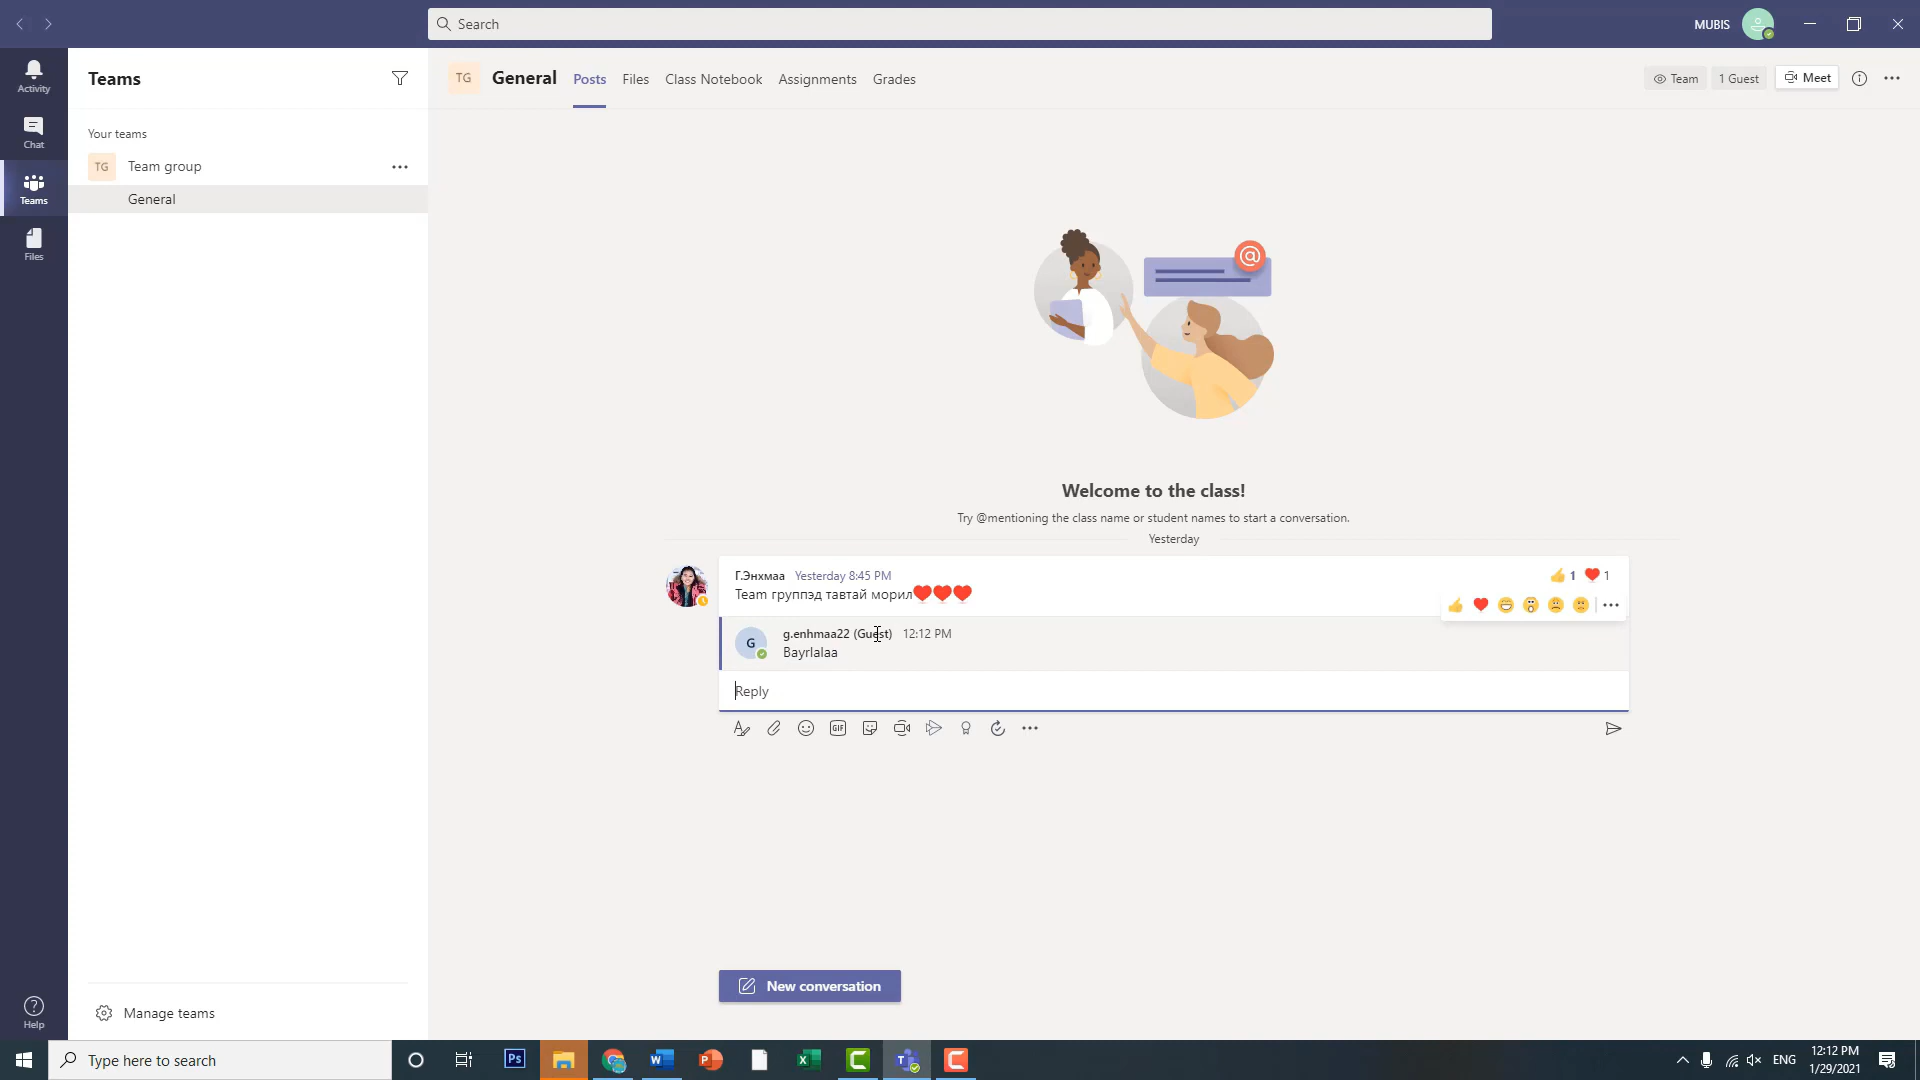 Search
MUBIS
Activity
Chat
Teams
Files
Help
Teams
Your teams
TG
Team group
General
Manage teams
TG
General
Posts
Files
Class Notebook
Assignments
Grades
Team
1 Guest
Meet
@
Welcome to the class!
Try @mentioning the class name or student names to start a conversation.
Yesterday
Г.Энхмаа Yesterday 8:45 PM
1
1
Team группэд тавтай морил❤❤❤
G
g.enhmaa22 (Guest) 12:12 PM
Bayrlalaa
Reply
GIF
New conversation
Type here to search
Ps
ENG
12:12 PM
1/29/2021